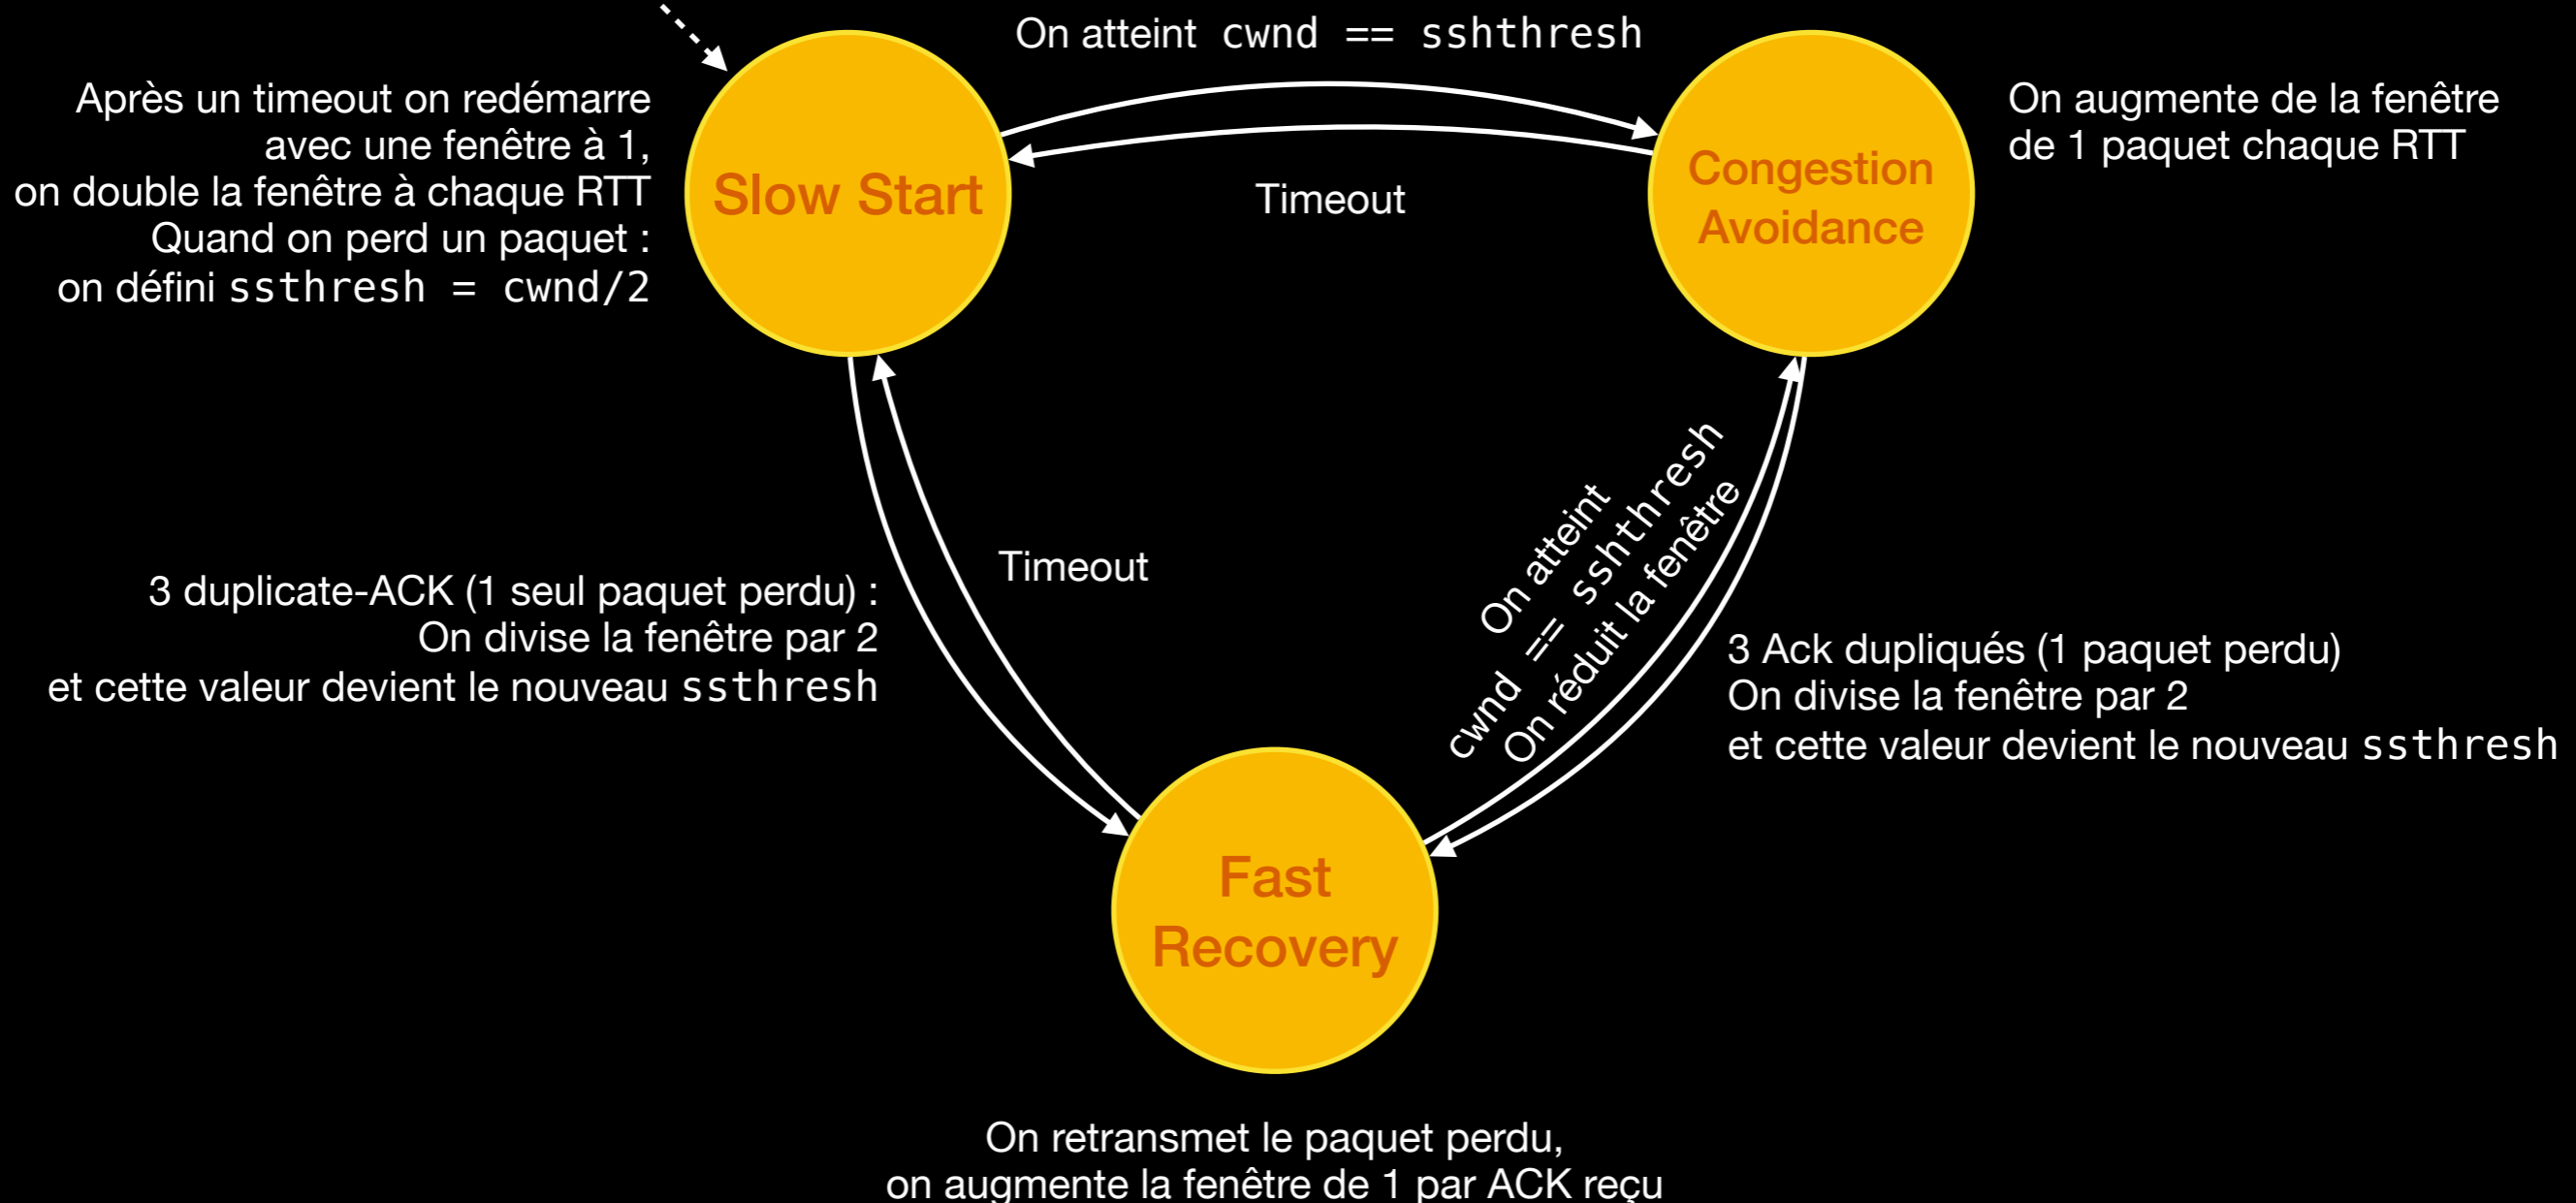 On atteint cwnd == sshthresh
Après un timeout on redémarre
avec une fenêtre à 1,
on double la fenêtre à chaque RTT
Quand on perd un paquet :
on défini ssthresh = cwnd/2
Slow Start
Timeout
Congestion
Avoidance
On augmente de la fenêtre
de 1 paquet chaque RTT
3 duplicate-ACK (1 seul paquet perdu) :
On divise la fenêtre par 2
et cette valeur devient le nouveau ssthresh
Timeout
On atteint
cwnd == sshthresh
On réduit la fenêtre
3 Ack dupliqués (1 paquet perdu)
On divise la fenêtre par 2
et cette valeur devient le nouveau ssthresh
Fast
Recovery
On retransmet le paquet perdu,
on augmente la fenêtre de 1 par ACK reçu